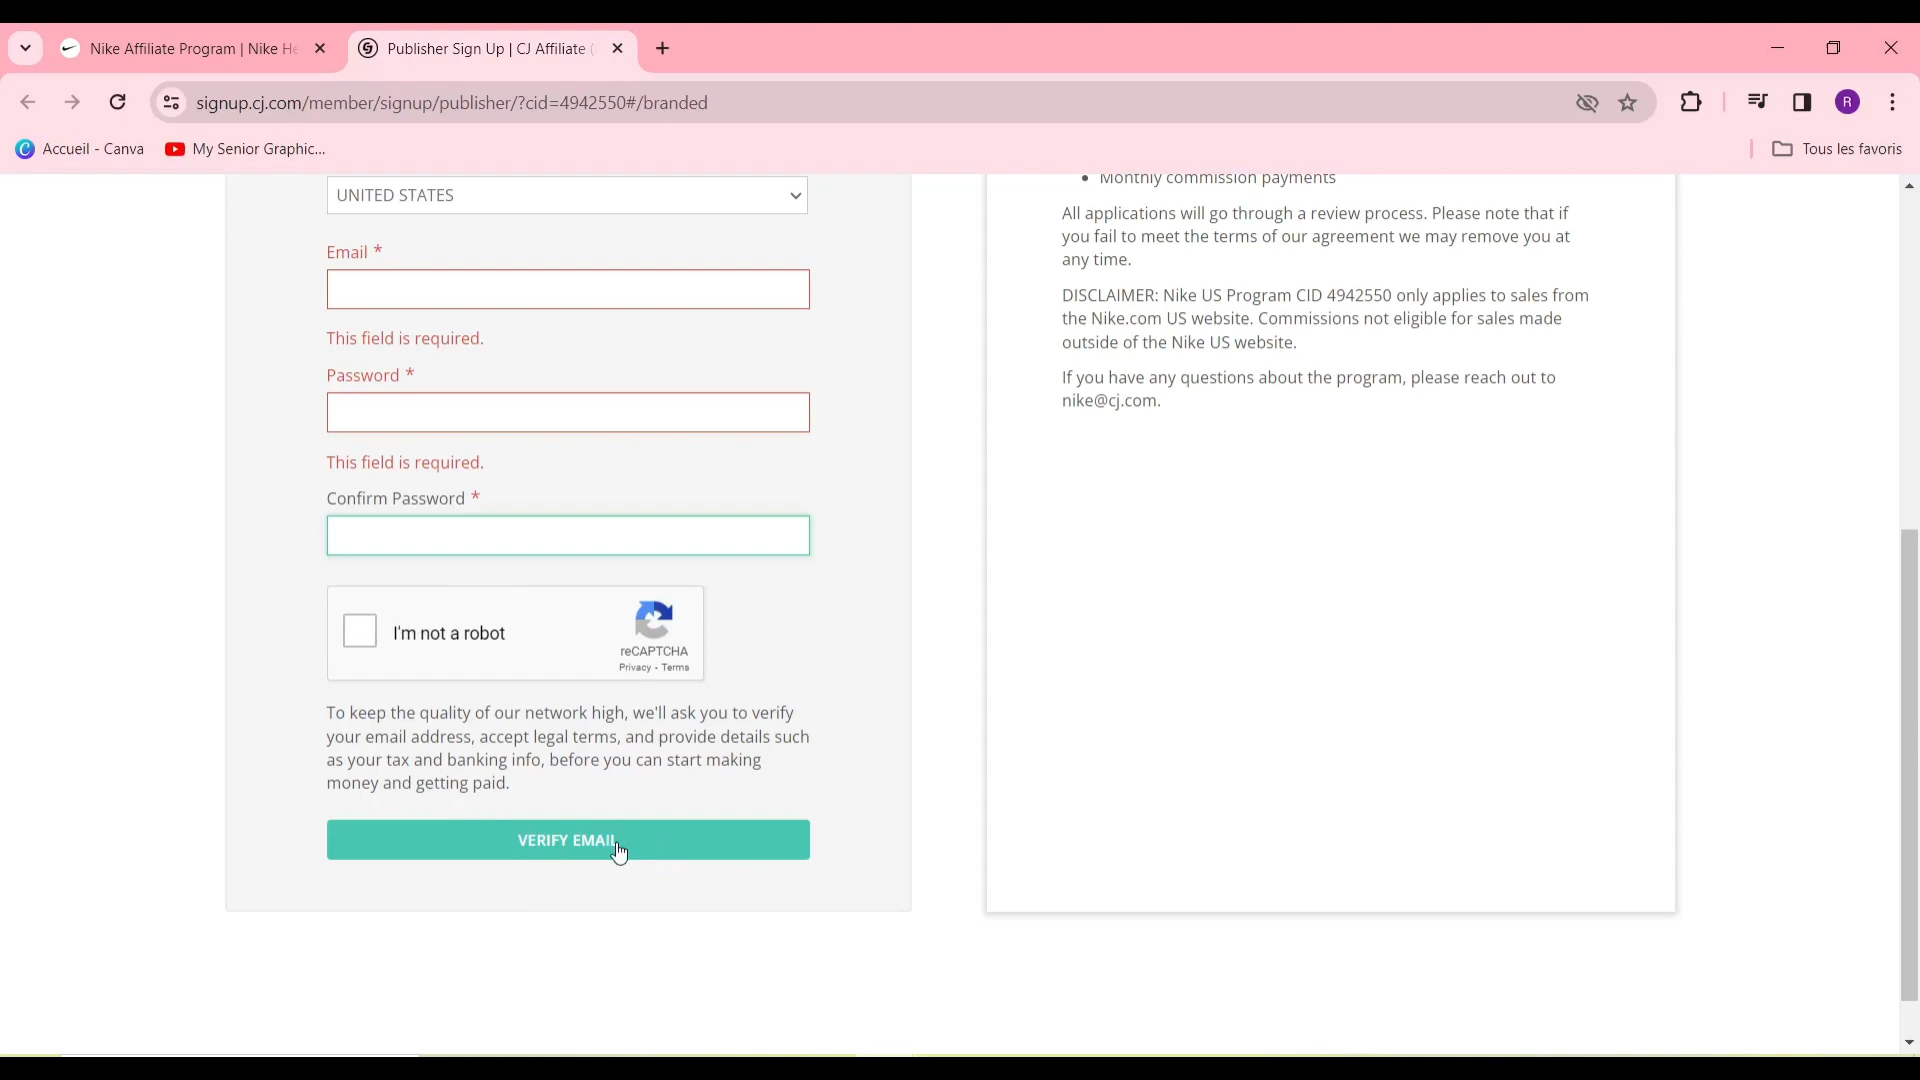 Nike Affiliate Program | Nike He
Publisher Sign Up | CJ Affiliate (
signup.cj.com/member/signup/publisher/?cid=4942550#/branded
R
Accueil - Canva
My Senior Graphic...
Tous les favoris
UNITED STATES
Email *
This field is required.
Password *
This field is required.
Confirm Password *
I'm not a robot
reCAPTCHA
Privacy - Terms
To keep the quality of our network high, we'll ask you to verify
your email address, accept legal terms, and provide details such
as your tax and banking info, before you can start making
money and getting paid.
VERIFY EMAIL
• Monthly commission payments
All applications will go through a review process. Please note that if
you fail to meet the terms of our agreement we may remove you at
any time.
DISCLAIMER: Nike US Program CID 4942550 only applies to sales from
the Nike.com US website. Commissions not eligible for sales made
outside of the Nike US website.
If you have any questions about the program, please reach out to
nike@cj.com.